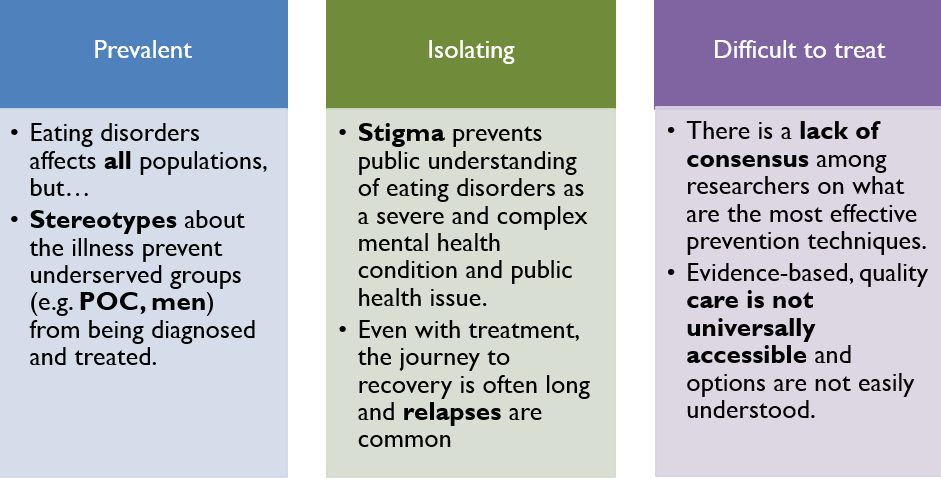 Prevalent
• Eating disorders
affects all populations,
but…
• Stereotypes about
the illness prevent
underserved groups
(e.g. POC, men)
from being diagnosed
and treated.
Isolating
• Stigma prevents
public understanding
of eating disorders as
a severe and complex
mental health
condition and public
health issue.
• Even with treatment,
the journey to
recovery is often long
and relapses are
common
Difficult to treat
• There is a lack of
consensus among
researchers on what
are the most effective
prevention techniques.
• Evidence-based, quality
care is not
universally
accessible and
options are not easily
understood.